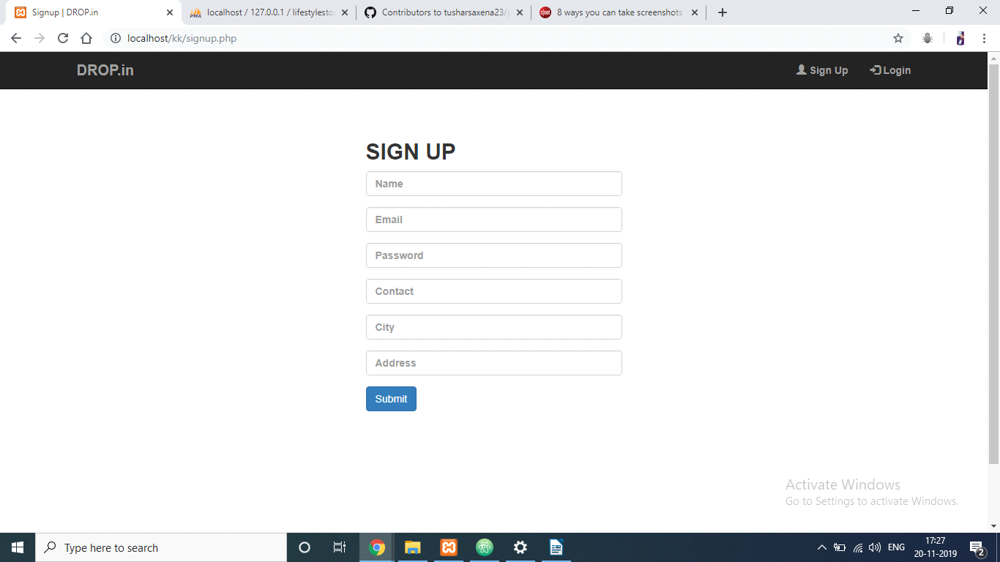 Signup | DROP.in
localhost / 127.0.0.1 / lifestylesto
Contributors to tusharsaxena23/
8 ways you can take screenshots
localhost/kk/signup.php
DROP.in
Sign Up
Login
SIGN UP
Name
Email
Password
Contact
City
Address
Submit
Activate Windows
Go to Settings to activate Windows.
Type here to search
ENG
17:27
20-11-2019
2